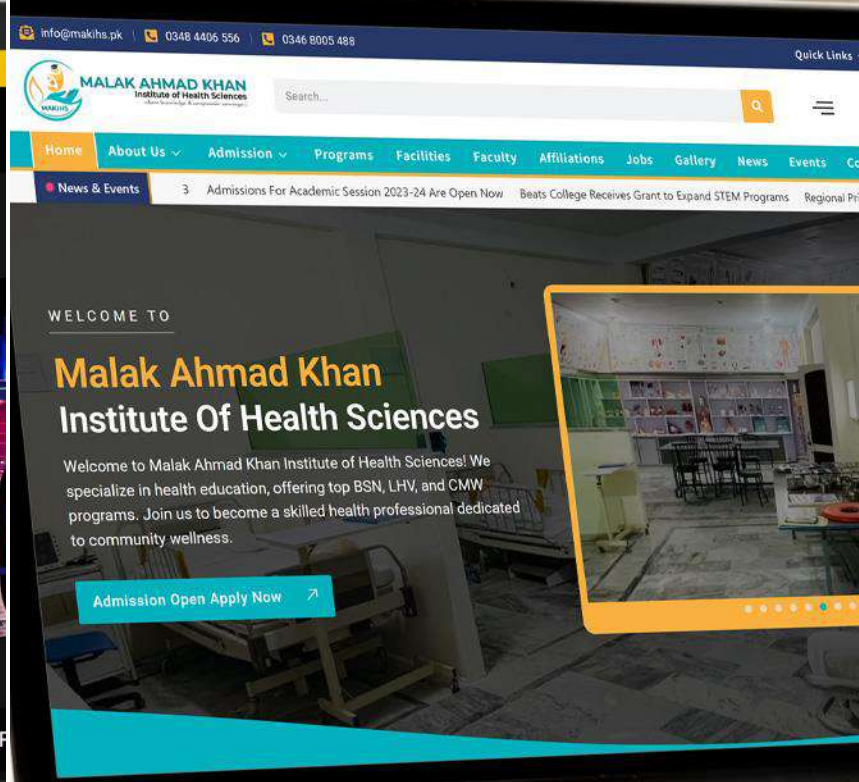 info@makihs.pk
0348 4406 556
0346 8005 488
Quick Links
MALAK AHMAD KHAN
Institute of Health Sciences
MAKIHS
Search...
Home
About Us
Admission
Programs
Facilities
Faculty
Affiliations
Jobs
Gallery
News
Events
Co
News & Events
3 Admissions For Academic Session 2023-24 Are Open Now Beats College Receives Grant to Expand STEM Programs Regional Pri
WELCOME TO
Malak Ahmad Khan
Institute Of Health Sciences
Welcome to Malak Ahmad Khan Institute of Health Sciences! We
specialize in health education, offering top BSN, LHV, and CMW
programs. Join us to become a skilled health professional dedicated
to community wellness.
Admission Open Apply Now